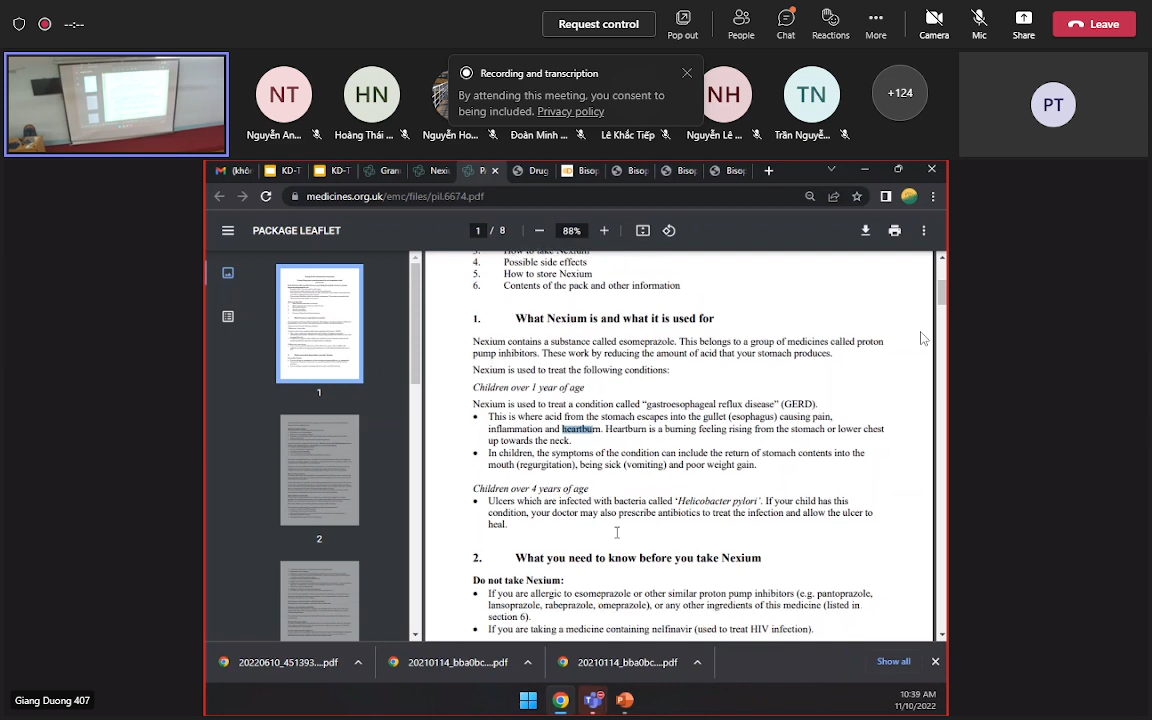 --:--
Request control
Pop out
People
Chat
Reactions
More
Camera
Mic
Share
Leave
Recording and transcription
By attending this meeting, you consent to
being included. Privacy policy
NT
HN
NH
TN
+124
PT
Nguyễn An...
Hoàng Thái ...
Nguyễn Ho...
Đoàn Minh ...
Lê Khắc Tiếp
Nguyễn Lê ...
Trần Nguyễ...
(khôn
KD-T
KD-T
Gran
Nexi
Pi
Drug
Bisop
Bisop
Bisop
Bisop
medicines.org.uk/emc/files/pil.6674.pdf
PACKAGE LEAFLET
1 / 8
88%
3. How to take Nexium
4. Possible side effects
5. How to store Nexium
6. Contents of the pack and other information
1. What Nexium is and what it is used for
Nexium contains a substance called esomeprazole. This belongs to a group of medicines called proton
pump inhibitors. These work by reducing the amount of acid that your stomach produces.
Nexium is used to treat the following conditions:
Children over 1 year of age
Nexium is used to treat a condition called “gastroesophageal reflux disease” (GERD).
• This is where acid from the stomach escapes into the gullet (esophagus) causing pain,
inflammation and heartburn. Heartburn is a burning feeling rising from the stomach or lower chest
up towards the neck.
• In children, the symptoms of the condition can include the return of stomach contents into the
mouth (regurgitation), being sick (vomiting) and poor weight gain.
Children over 4 years of age
• Ulcers which are infected with bacteria called ‘Helicobacter pylori’. If your child has this
condition, your doctor may also prescribe antibiotics to treat the infection and allow the ulcer to
heal.
2. What you need to know before you take Nexium
Do not take Nexium:
• If you are allergic to esomeprazole or other similar proton pump inhibitors (e.g. pantoprazole,
lansoprazole, rabeprazole, omeprazole), or any other ingredients of this medicine (listed in
section 6).
• If you are taking a medicine containing nelfinavir (used to treat HIV infection).
1
2
20220610_451393....pdf
20210114_bba0bc....pdf
20210114_bba0bc....pdf
Show all
Giang Duong 407
10:39 AM
11/10/2022